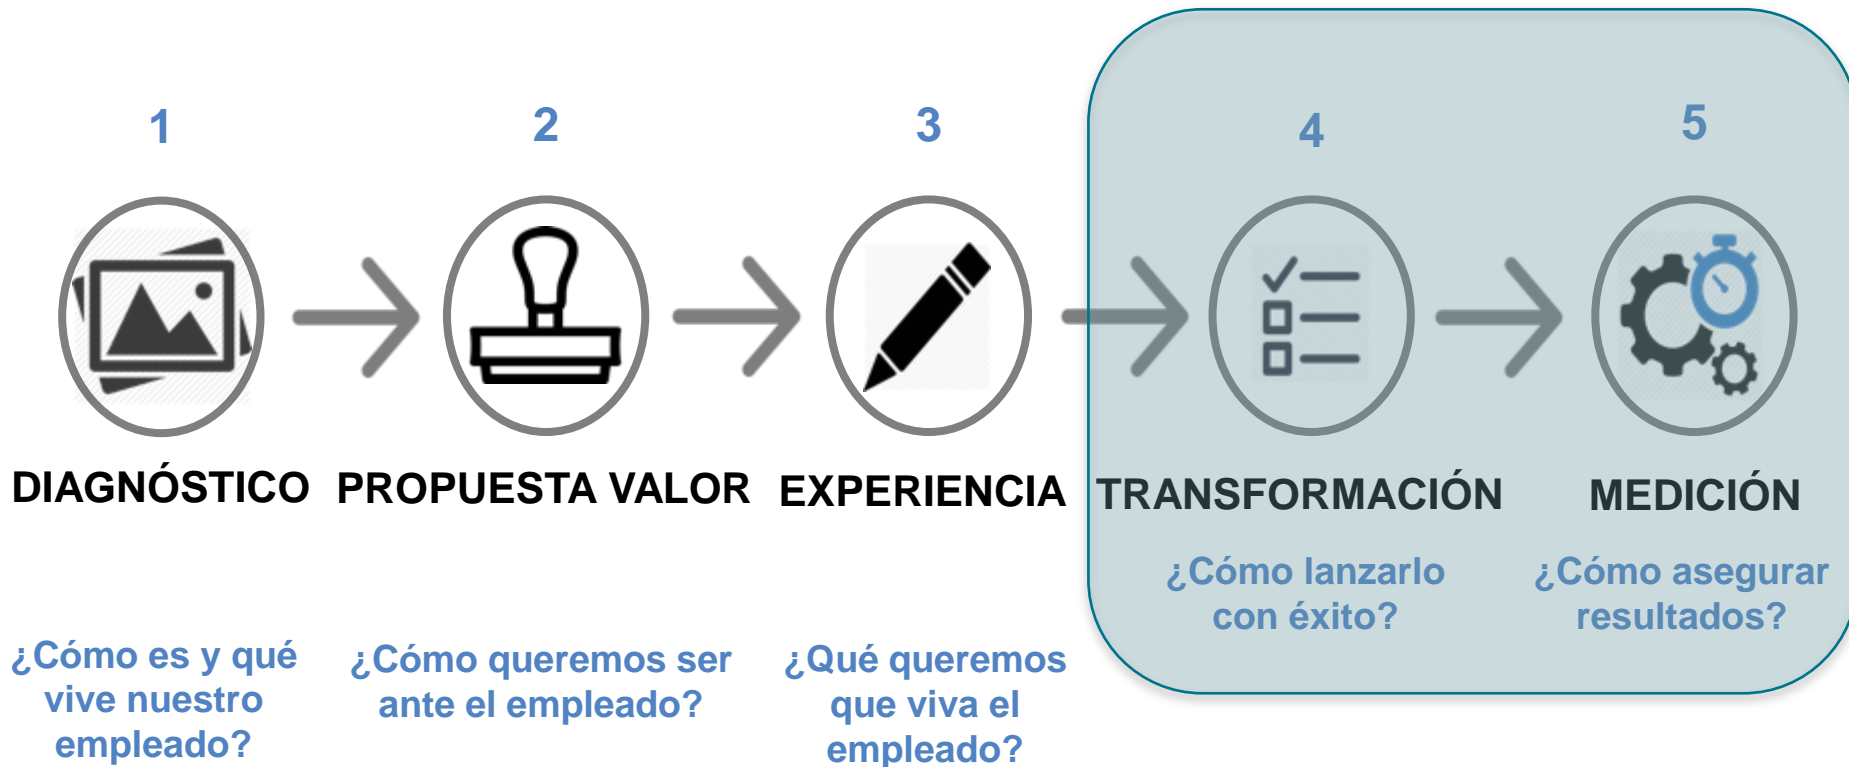 1
2
3
4
5
DIAGNÓSTICO
PROPUESTA VALOR
EXPERIENCIA
TRANSFORMACIÓN
MEDICIÓN
¿Cómo es y qué
vive nuestro
empleado?
¿Cómo queremos ser
ante el empleado?
¿Qué queremos
que viva el
empleado?
¿Cómo lanzarlo
con éxito?
¿Cómo asegurar
resultados?